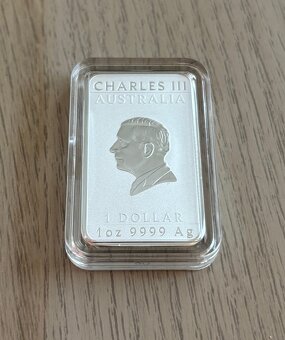 CHARLES III
AUSTRALIA
1 DOLLAR
1oz 9999 Ag